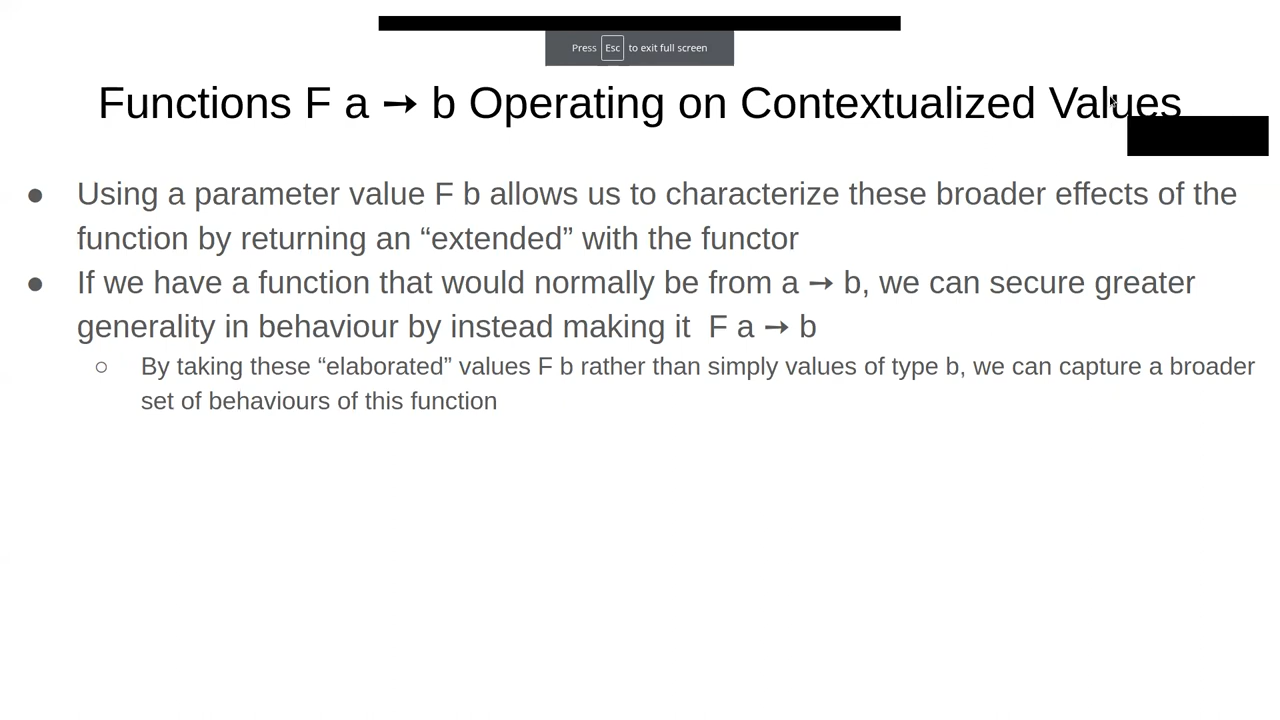 Press Esc to exit full screen
Functions F a ➙ b Operating on Contextualized Values
● Using a parameter value F b allows us to characterize these broader effects of the
function by returning an “extended” with the functor
● If we have a function that would normally be from a ➙ b, we can secure greater
generality in behaviour by instead making it  F a ➙ b
○ By taking these “elaborated” values F b rather than simply values of type b, we can capture a broader
set of behaviours of this function